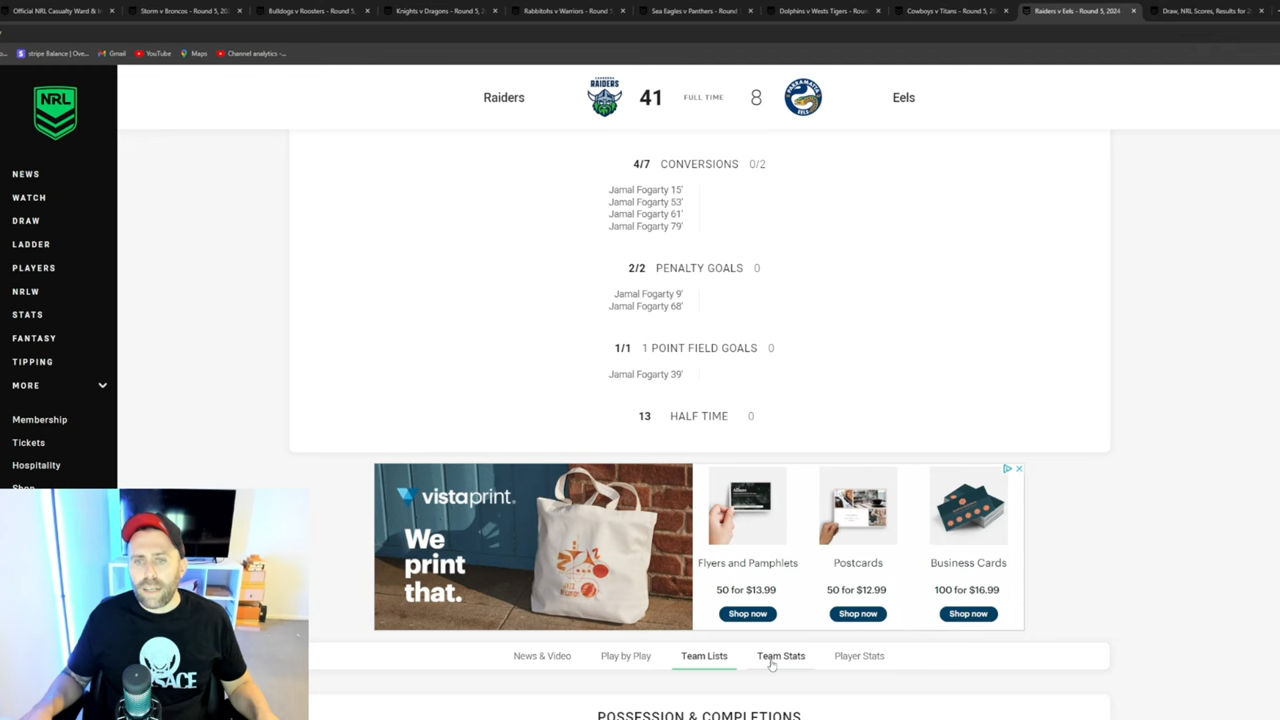 Official NRL Casualty Ward & I
Storm v Broncos - Round 5, 202
Bulldogs v Roosters - Round 5,
Knights v Dragons - Round 5, 2
Rabbitohs v Warriors - Round 5
Sea Eagles v Panthers - Round
Dolphins v Wests Tigers - Roun
Cowboys v Titans - Round 5, 20
Raiders v Eels - Round 5, 2024
Draw, NRL Scores, Results for 2
stripe Balance | Ove...
Gmail
YouTube
Maps
Channel analytics -...
NRL
Raiders
RAIDERS
41
FULL TIME
8
EELS
Eels
NEWS
WATCH
DRAW
LADDER
PLAYERS
NRLW
STATS
FANTASY
TIPPING
MORE
Membership
Tickets
Hospitality
4/7 CONVERSIONS 0/2
Jamal Fogarty 15'
Jamal Fogarty 53'
Jamal Fogarty 61'
Jamal Fogarty 79'
2/2 PENALTY GOALS 0
Jamal Fogarty 9'
Jamal Fogarty 68'
1/1 1 POINT FIELD GOALS 0
Jamal Fogarty 39'
13 HALF TIME 0
vistaprint.
We
print
that.
Flyers and Pamphlets
50 for $13.99
Shop now
Postcards
50 for $12.99
Shop now
Business Cards
100 for $16.99
Shop now
News & Video
Play by Play
Team Lists
Team Stats
Player Stats
POSSESSION & COMPLETIONS